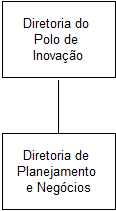 Diretoria do
Polo de
Inovação
Diretoria de
Planejamento
e Negócios